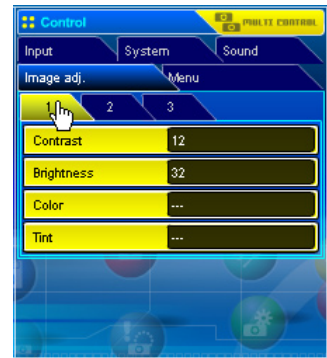 Control MULTI CONTROL
Input System Sound
Image adj. Menu
1 2 3
Contrast 12
Brightness 32
Color ---
Tint ---